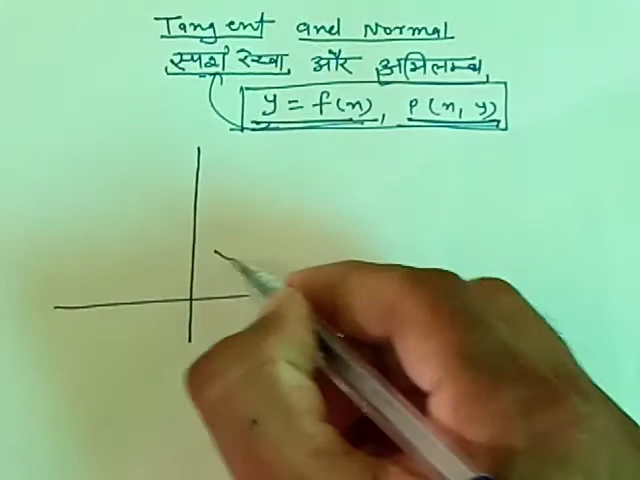 Tangent and Normal
स्पर्श रेखा और अभिलम्ब
y = f(n), P(n, y)